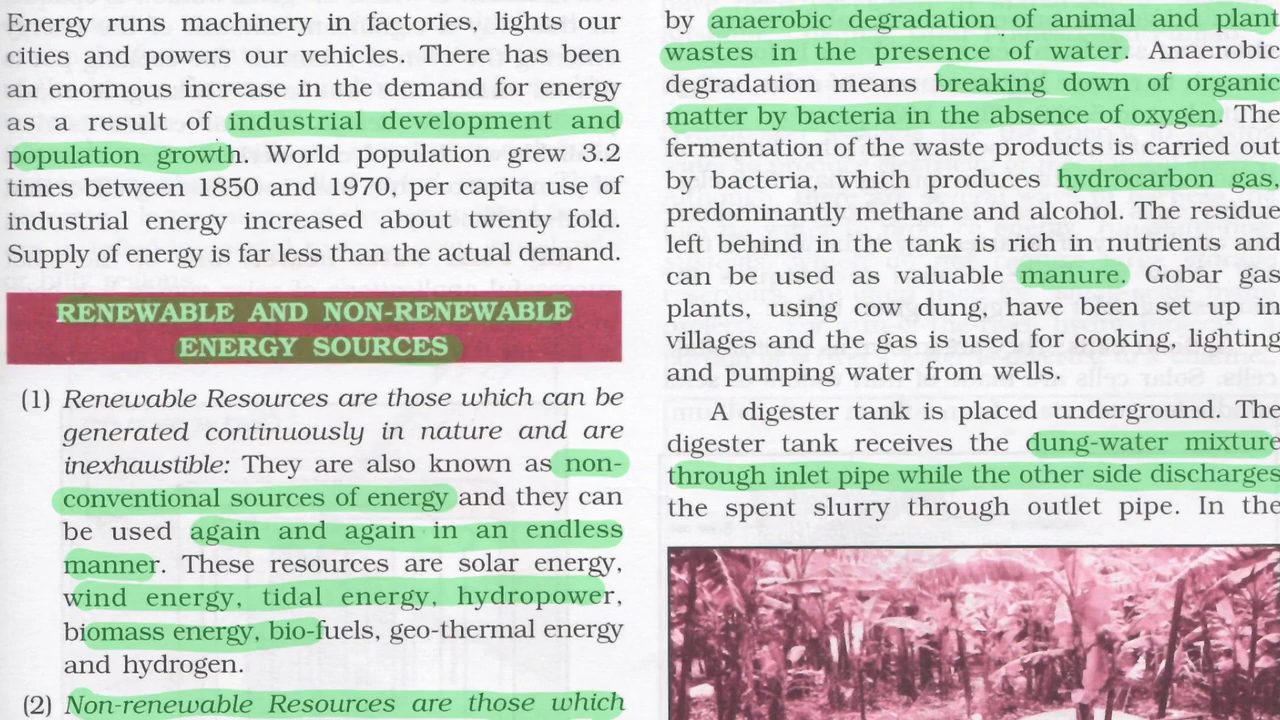 Energy runs machinery in factories, lights our
cities and powers our vehicles. There has been
an enormous increase in the demand for energy
as a result of industrial development and
population growth. World population grew 3.2
times between 1850 and 1970, per capita use of
industrial energy increased about twenty fold.
Supply of energy is far less than the actual demand.
RENEWABLE AND NON-RENEWABLE
ENERGY SOURCES
(1) Renewable Resources are those which can be
generated continuously in nature and are
inexhaustible: They are also known as non-
conventional sources of energy and they can
be used again and again in an endless
manner. These resources are solar energy,
wind energy, tidal energy, hydropower,
biomass energy, bio-fuels, geo-thermal energy
and hydrogen.
(2) Non-renewable Resources are those which
by anaerobic degradation of animal and plant
wastes in the presence of water. Anaerobic
degradation means breaking down of organic
matter by bacteria in the absence of oxygen. The
fermentation of the waste products is carried out
by bacteria, which produces hydrocarbon gas,
predominantly methane and alcohol. The residue
left behind in the tank is rich in nutrients and
can be used as valuable manure. Gobar gas
plants, using cow dung, have been set up in
villages and the gas is used for cooking, lighting
and pumping water from wells.
A digester tank is placed underground. The
digester tank receives the dung-water mixture
through inlet pipe while the other side discharges
the spent slurry through outlet pipe. In the